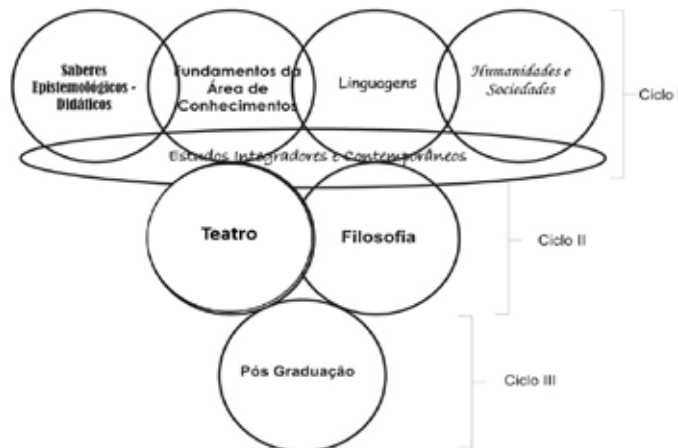 Saberes
Epistemológicos -
Didáticos
Fundamentos da
Área de
Conhecimentos
Linguagens
Humanidades e
Sociedades
Ciclo I
Estudos Integradores e Contemporâneos
Teatro
Filosofia
Ciclo II
Pós Graduação
Ciclo III